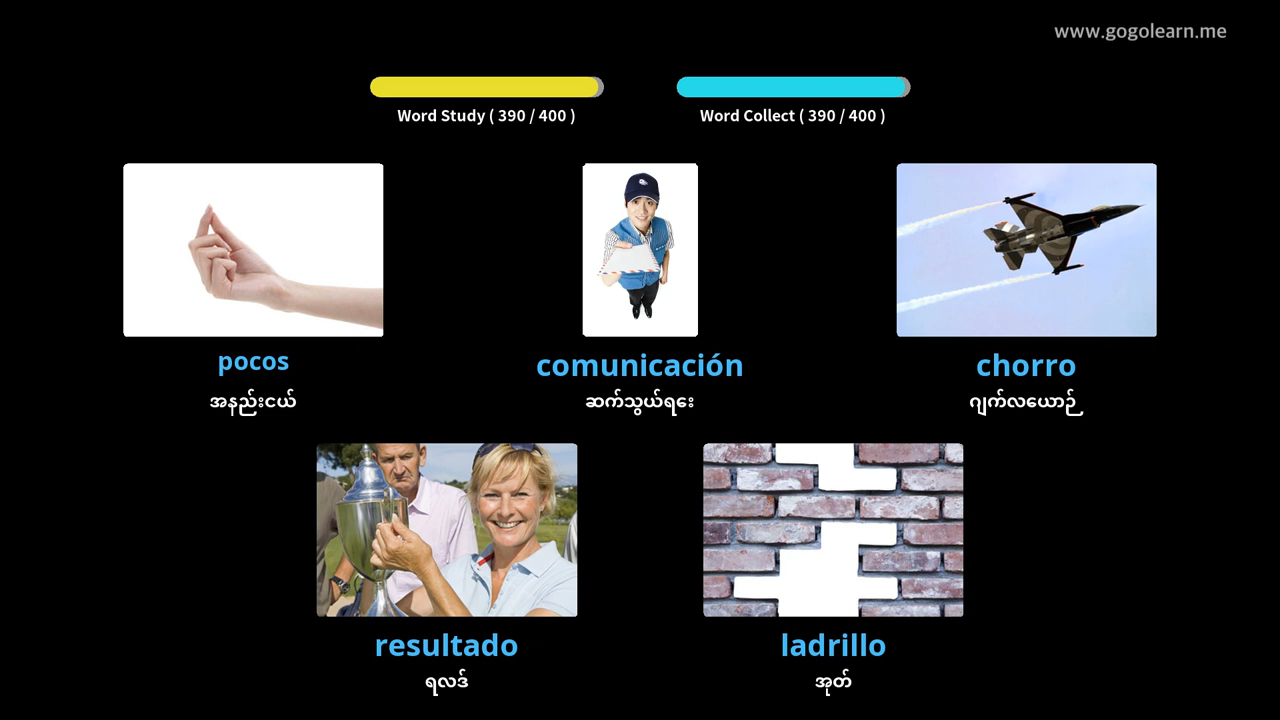 www.gogolearn.me
Word Study ( 390 / 400 )
Word Collect ( 390 / 400 )
pocos
အနည်းငယ်
comunicación
ဆက်သွယ်ရေး
chorro
ဂျက်လယောဉ်
resultado
ရလဒ်
ladrillo
အုတ်